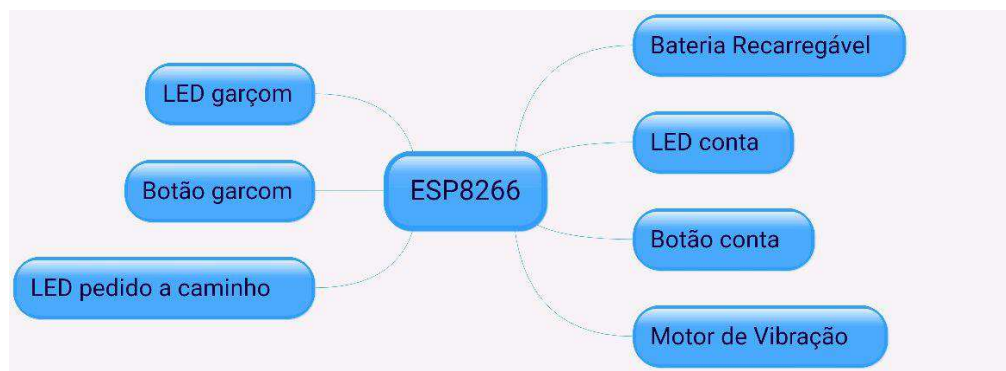 LED garçom
Botão garcom
LED pedido a caminho
ESP8266
Bateria Recarregável
LED conta
Botão conta
Motor de Vibração